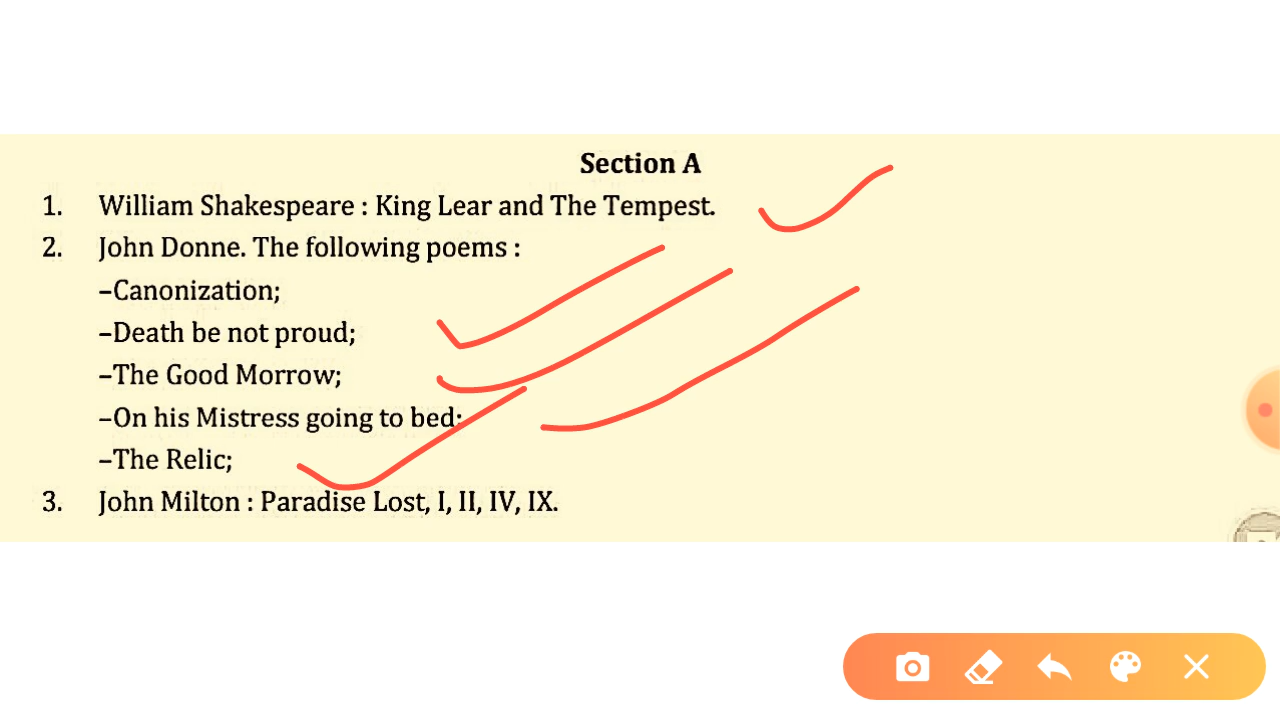 Section A
1. William Shakespeare : King Lear and The Tempest.
2. John Donne. The following poems :
–Canonization;
–Death be not proud;
–The Good Morrow;
–On his Mistress going to bed;
–The Relic;
3. John Milton : Paradise Lost, I, II, IV, IX.